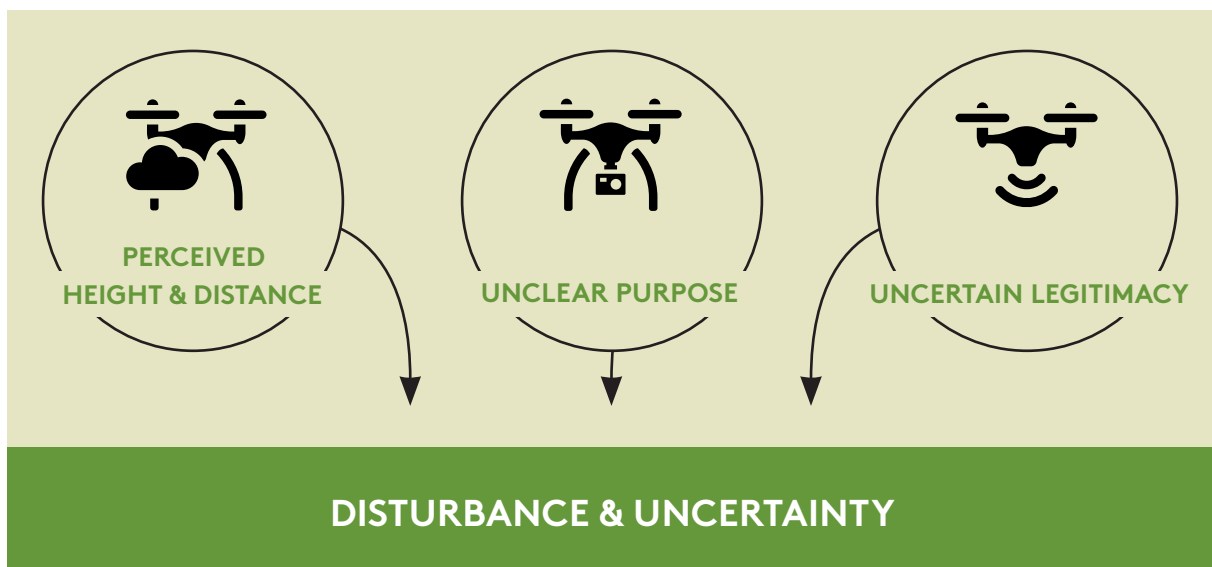 PERCEIVED
HEIGHT & DISTANCE
UNCLEAR PURPOSE
UNCERTAIN LEGITIMACY
DISTURBANCE & UNCERTAINTY